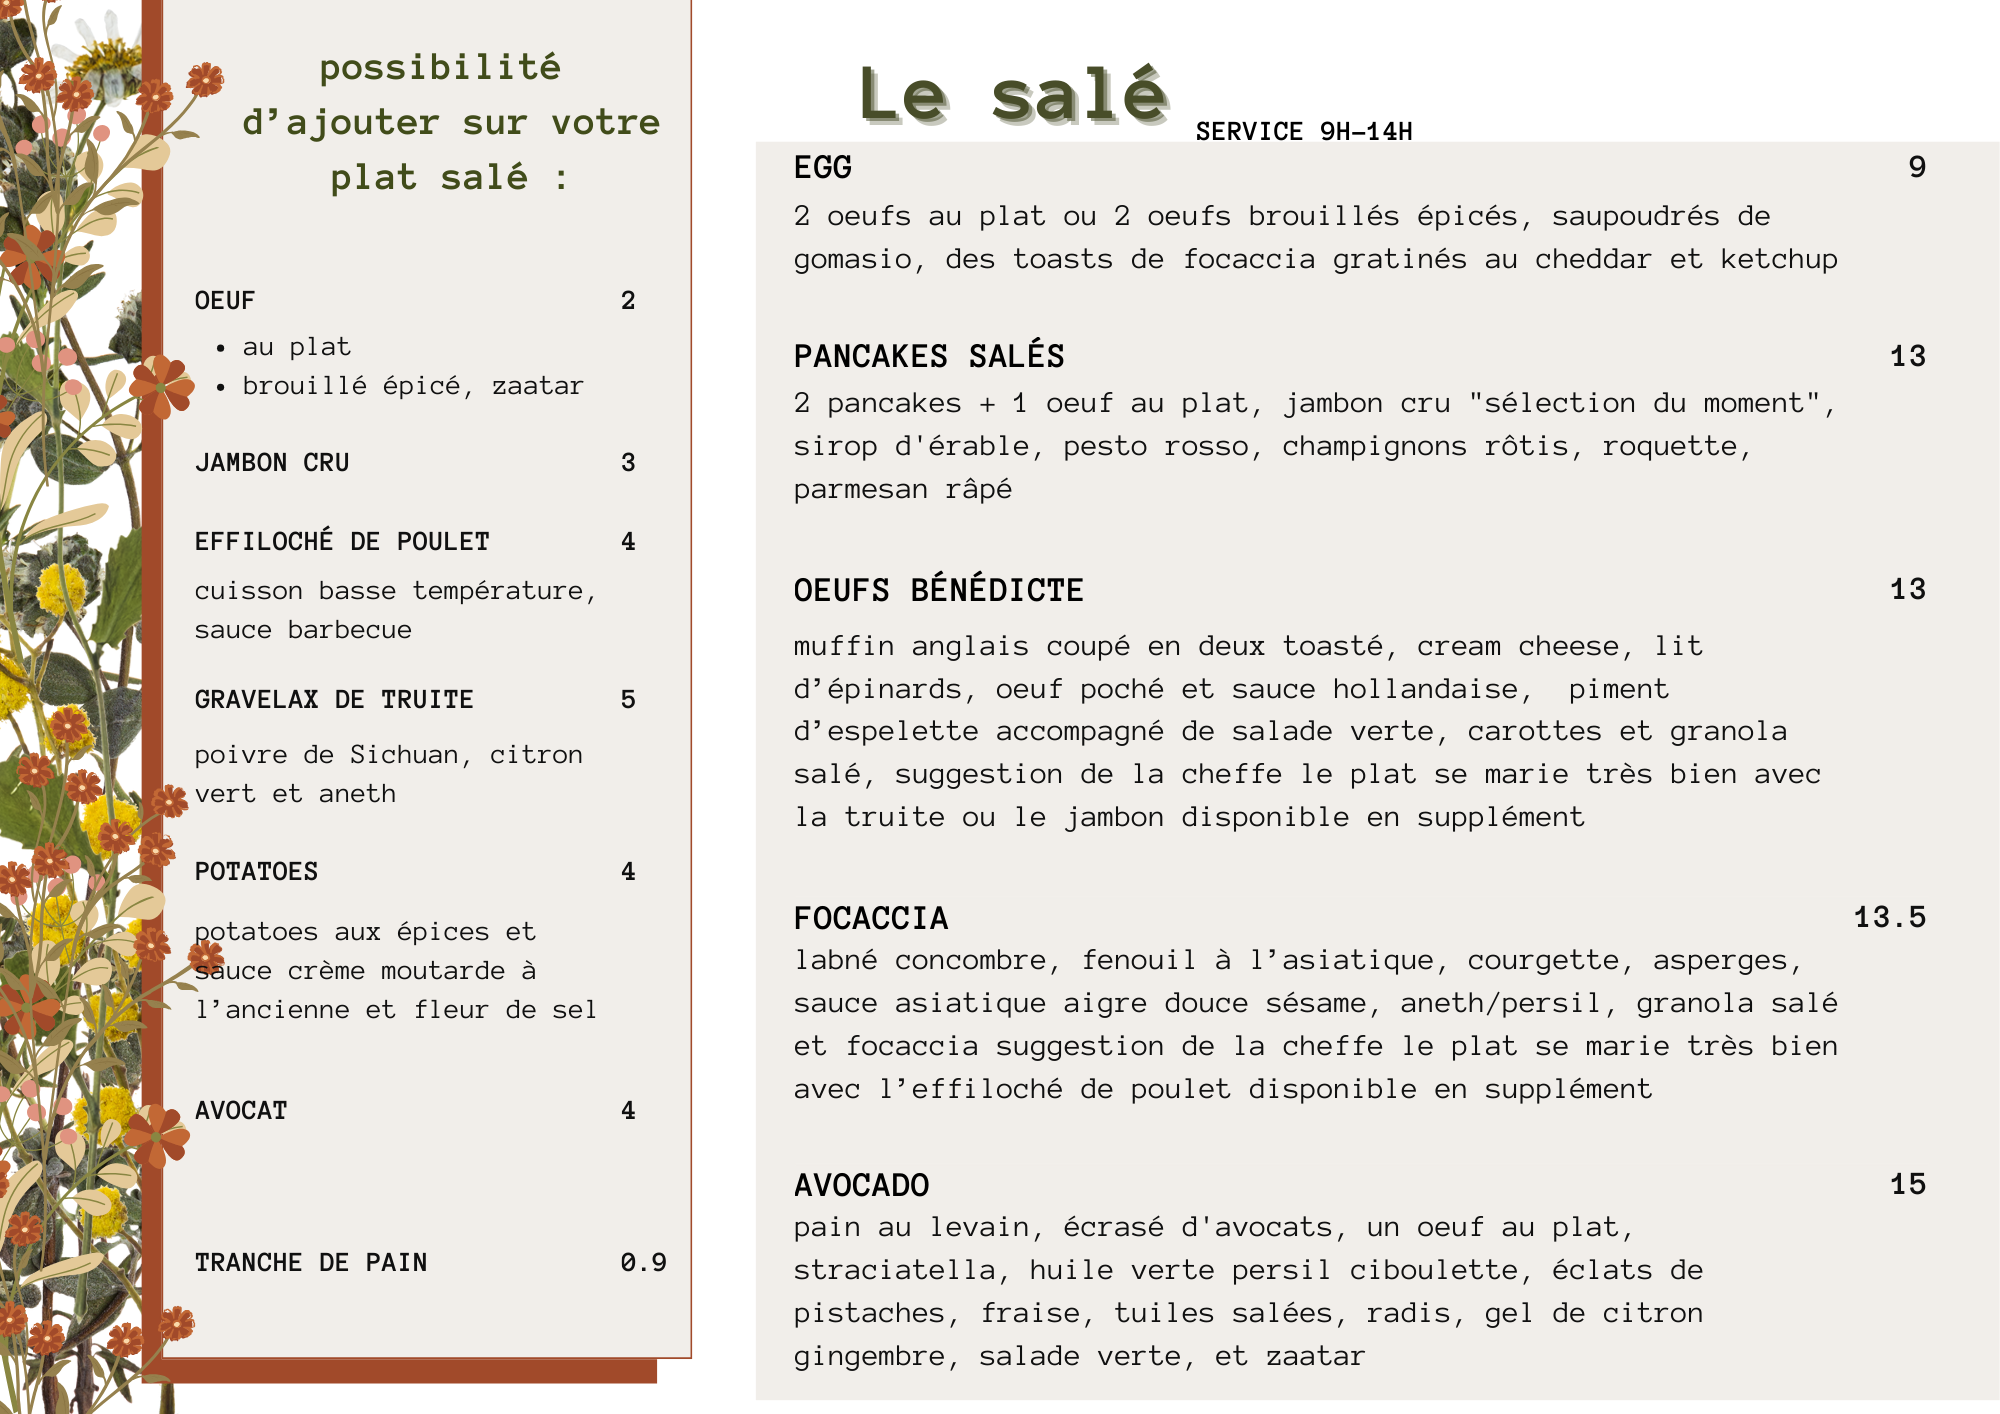 possibilité
d’ajouter sur votre
plat salé :
OEUF 2
• au plat
• brouillé épicé, zaatar
JAMBON CRU 3
EFFILOCHÉ DE POULET 4
cuisson basse température,
sauce barbecue
GRAVELAX DE TRUITE 5
poivre de Sichuan, citron
vert et aneth
POTATOES 4
potatoes aux épices et
sauce crème moutarde à
l’ancienne et fleur de sel
AVOCAT 4
TRANCHE DE PAIN 0.9
Le salé
SERVICE 9H-14H
EGG 9
2 oeufs au plat ou 2 oeufs brouillés épicés, saupoudrés de
gomasio, des toasts de focaccia gratinés au cheddar et ketchup
PANCAKES SALÉS 13
2 pancakes + 1 oeuf au plat, jambon cru "sélection du moment",
sirop d'érable, pesto rosso, champignons rôtis, roquette,
parmesan râpé
OEUFS BÉNÉDICTE 13
muffin anglais coupé en deux toasté, cream cheese, lit
d’épinards, oeuf poché et sauce hollandaise,  piment
d’espelette accompagné de salade verte, carottes et granola
salé, suggestion de la cheffe le plat se marie très bien avec
la truite ou le jambon disponible en supplément
FOCACCIA 13.5
labné concombre, fenouil à l’asiatique, courgette, asperges,
sauce asiatique aigre douce sésame, aneth/persil, granola salé
et focaccia suggestion de la cheffe le plat se marie très bien
avec l’effiloché de poulet disponible en supplément
AVOCADO 15
pain au levain, écrasé d'avocats, un oeuf au plat,
straciatella, huile verte persil ciboulette, éclats de
pistaches, fraise, tuiles salées, radis, gel de citron
gingembre, salade verte, et zaatar